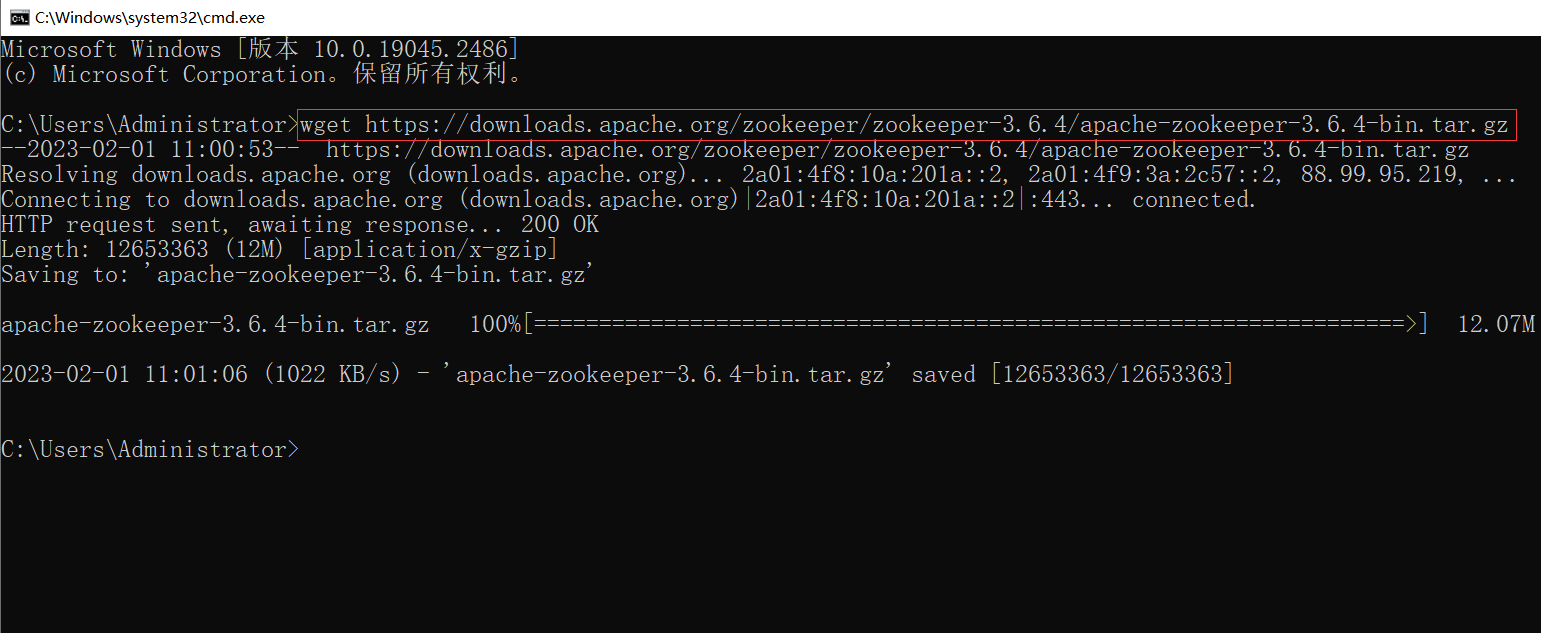 C:\Windows\system32\cmd.exe
Microsoft Windows [版本 10.0.19045.2486]
(c) Microsoft Corporation。保留所有权利。
C:\Users\Administrator>wget https://downloads.apache.org/zookeeper/zookeeper-3.6.4/apache-zookeeper-3.6.4-bin.tar.gz
--2023-02-01 11:00:53--  https://downloads.apache.org/zookeeper/zookeeper-3.6.4/apache-zookeeper-3.6.4-bin.tar.gz
Resolving downloads.apache.org (downloads.apache.org)... 2a01:4f8:10a:201a::2, 2a01:4f9:3a:2c57::2, 88.99.95.219, ...
Connecting to downloads.apache.org (downloads.apache.org)|2a01:4f8:10a:201a::2|:443... connected.
HTTP request sent, awaiting response... 200 OK
Length: 12653363 (12M) [application/x-gzip]
Saving to: 'apache-zookeeper-3.6.4-bin.tar.gz'
apache-zookeeper-3.6.4-bin.tar.gz   100%[===================================================================>]  12.07M
2023-02-01 11:01:06 (1022 KB/s) - 'apache-zookeeper-3.6.4-bin.tar.gz' saved [12653363/12653363]
C:\Users\Administrator>